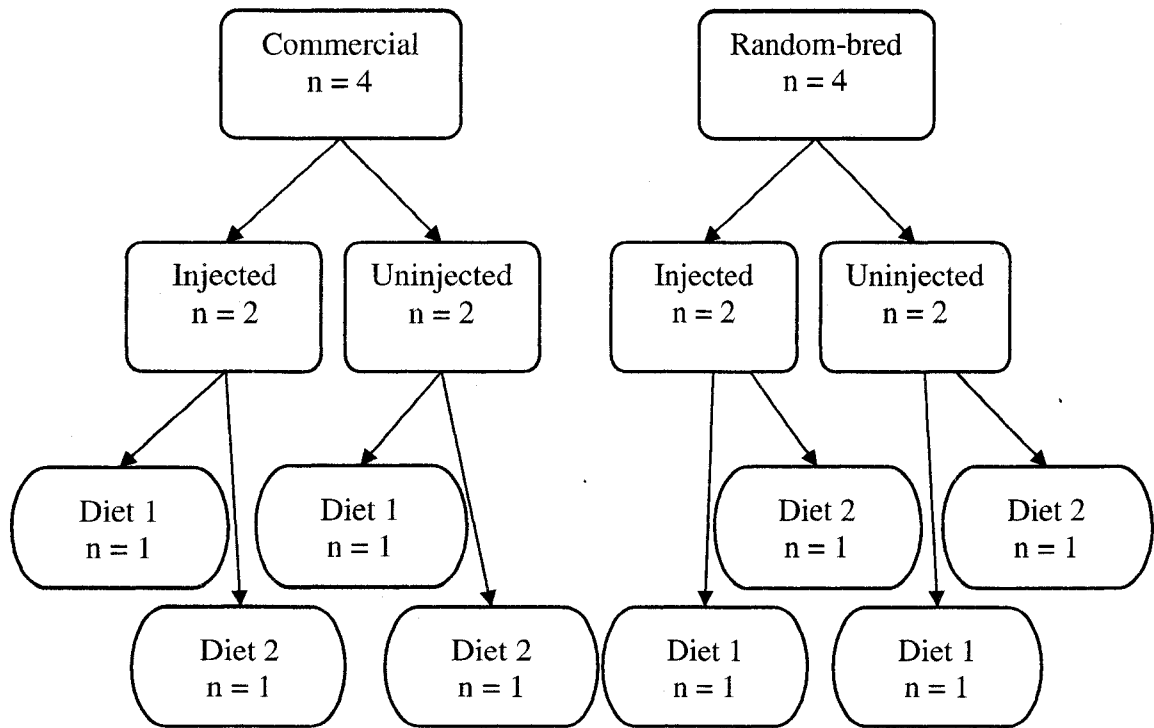 Commercial
n = 4
Random-bred
n = 4
Injected
n = 2
Uninjected
n = 2
Injected
n = 2
Uninjected
n = 2
Diet 1
n = 1
Diet 1
n = 1
Diet 2
n = 1
Diet 2
n = 1
Diet 2
n = 1
Diet 2
n = 1
Diet 1
n = 1
Diet 1
n = 1